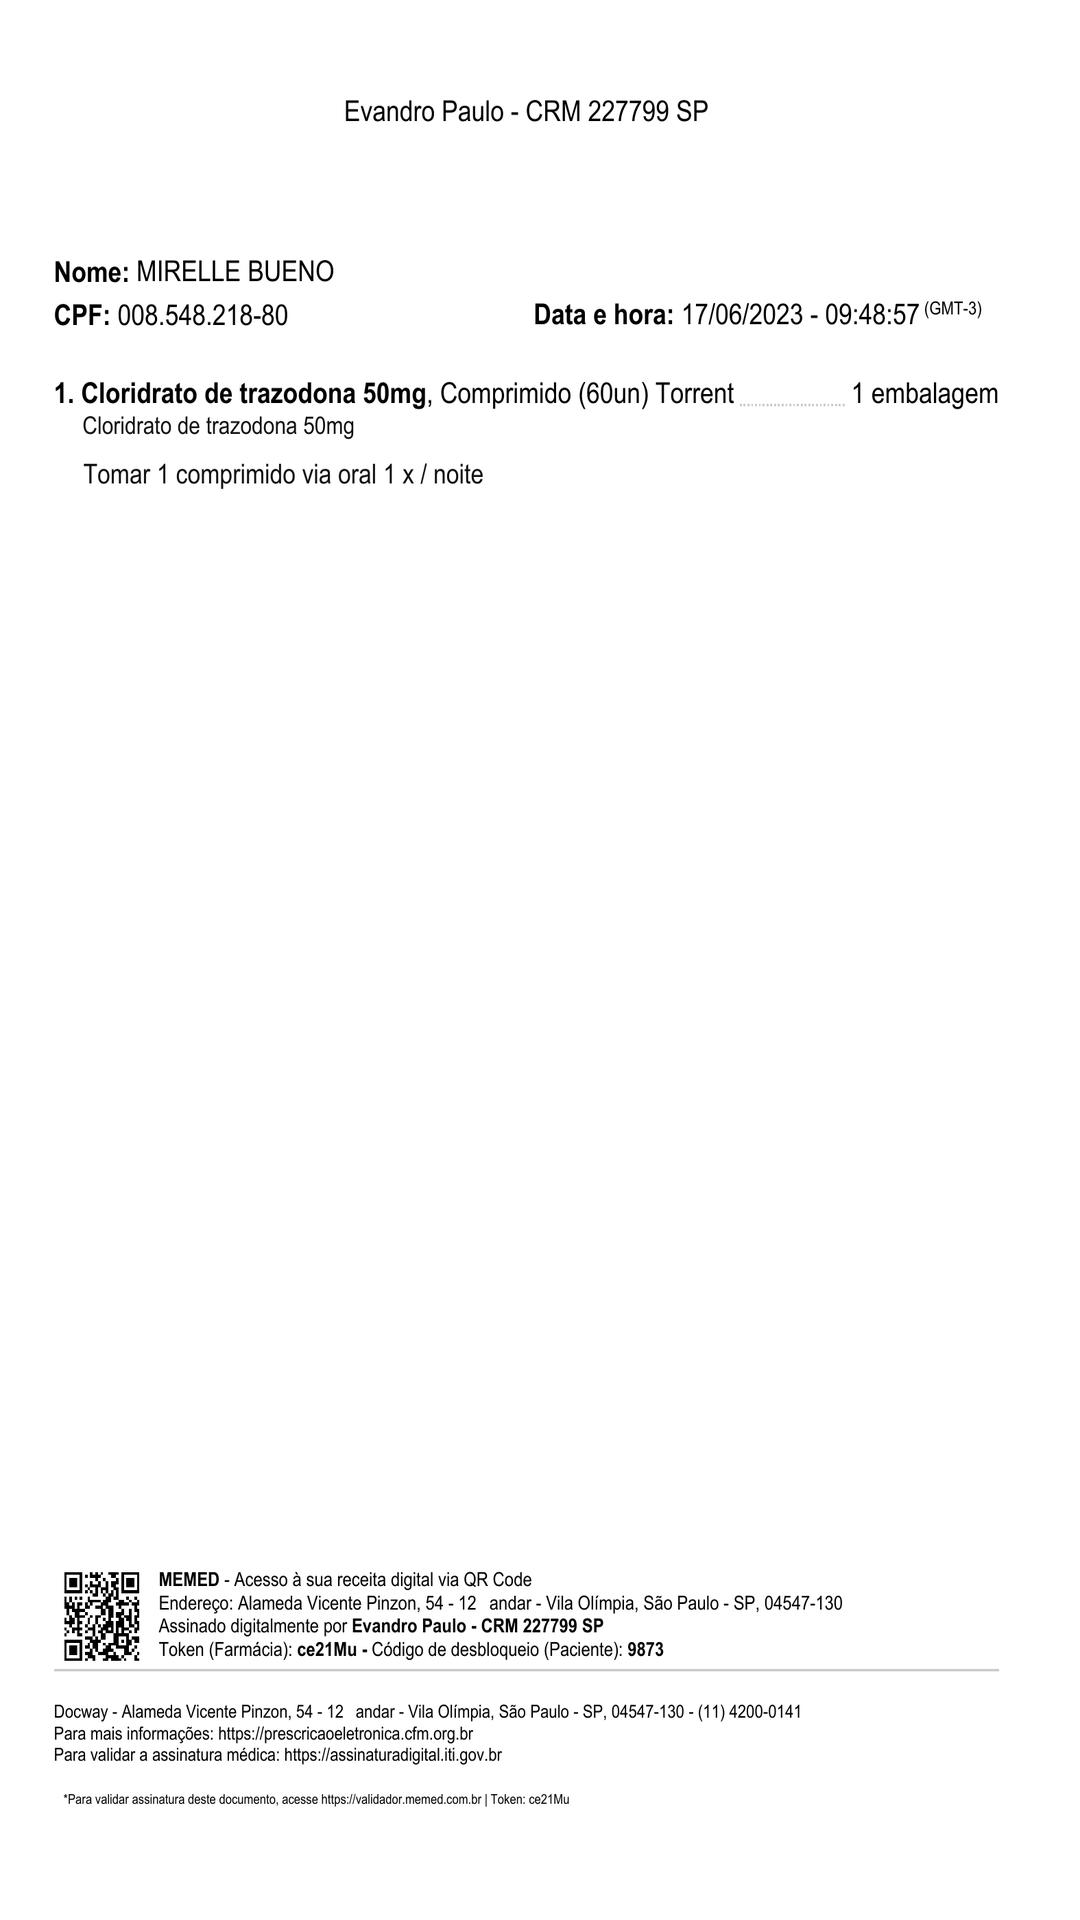 Evandro Paulo - CRM 227799 SP
Nome: MIRELLE BUENO
CPF: 008.548.218-80 Data e hora: 17/06/2023 - 09:48:57 (GMT-3)
1. Cloridrato de trazodona 50mg, Comprimido (60un) Torrent 1 embalagem
Cloridrato de trazodona 50mg
Tomar 1 comprimido via oral 1 x / noite
MEMED - Acesso à sua receita digital via QR Code
Endereço: Alameda Vicente Pinzon, 54 - 12 andar - Vila Olímpia, São Paulo - SP, 04547-130
Assinado digitalmente por Evandro Paulo - CRM 227799 SP
Token (Farmácia): ce21Mu - Código de desbloqueio (Paciente): 9873
Docway - Alameda Vicente Pinzon, 54 - 12 andar - Vila Olímpia, São Paulo - SP, 04547-130 - (11) 4200-0141
Para mais informações: https://prescricaoeletronica.cfm.org.br
Para validar a assinatura médica: https://assinaturadigital.iti.gov.br
*Para validar assinatura deste documento, acesse https://validador.memed.com.br | Token: ce21Mu